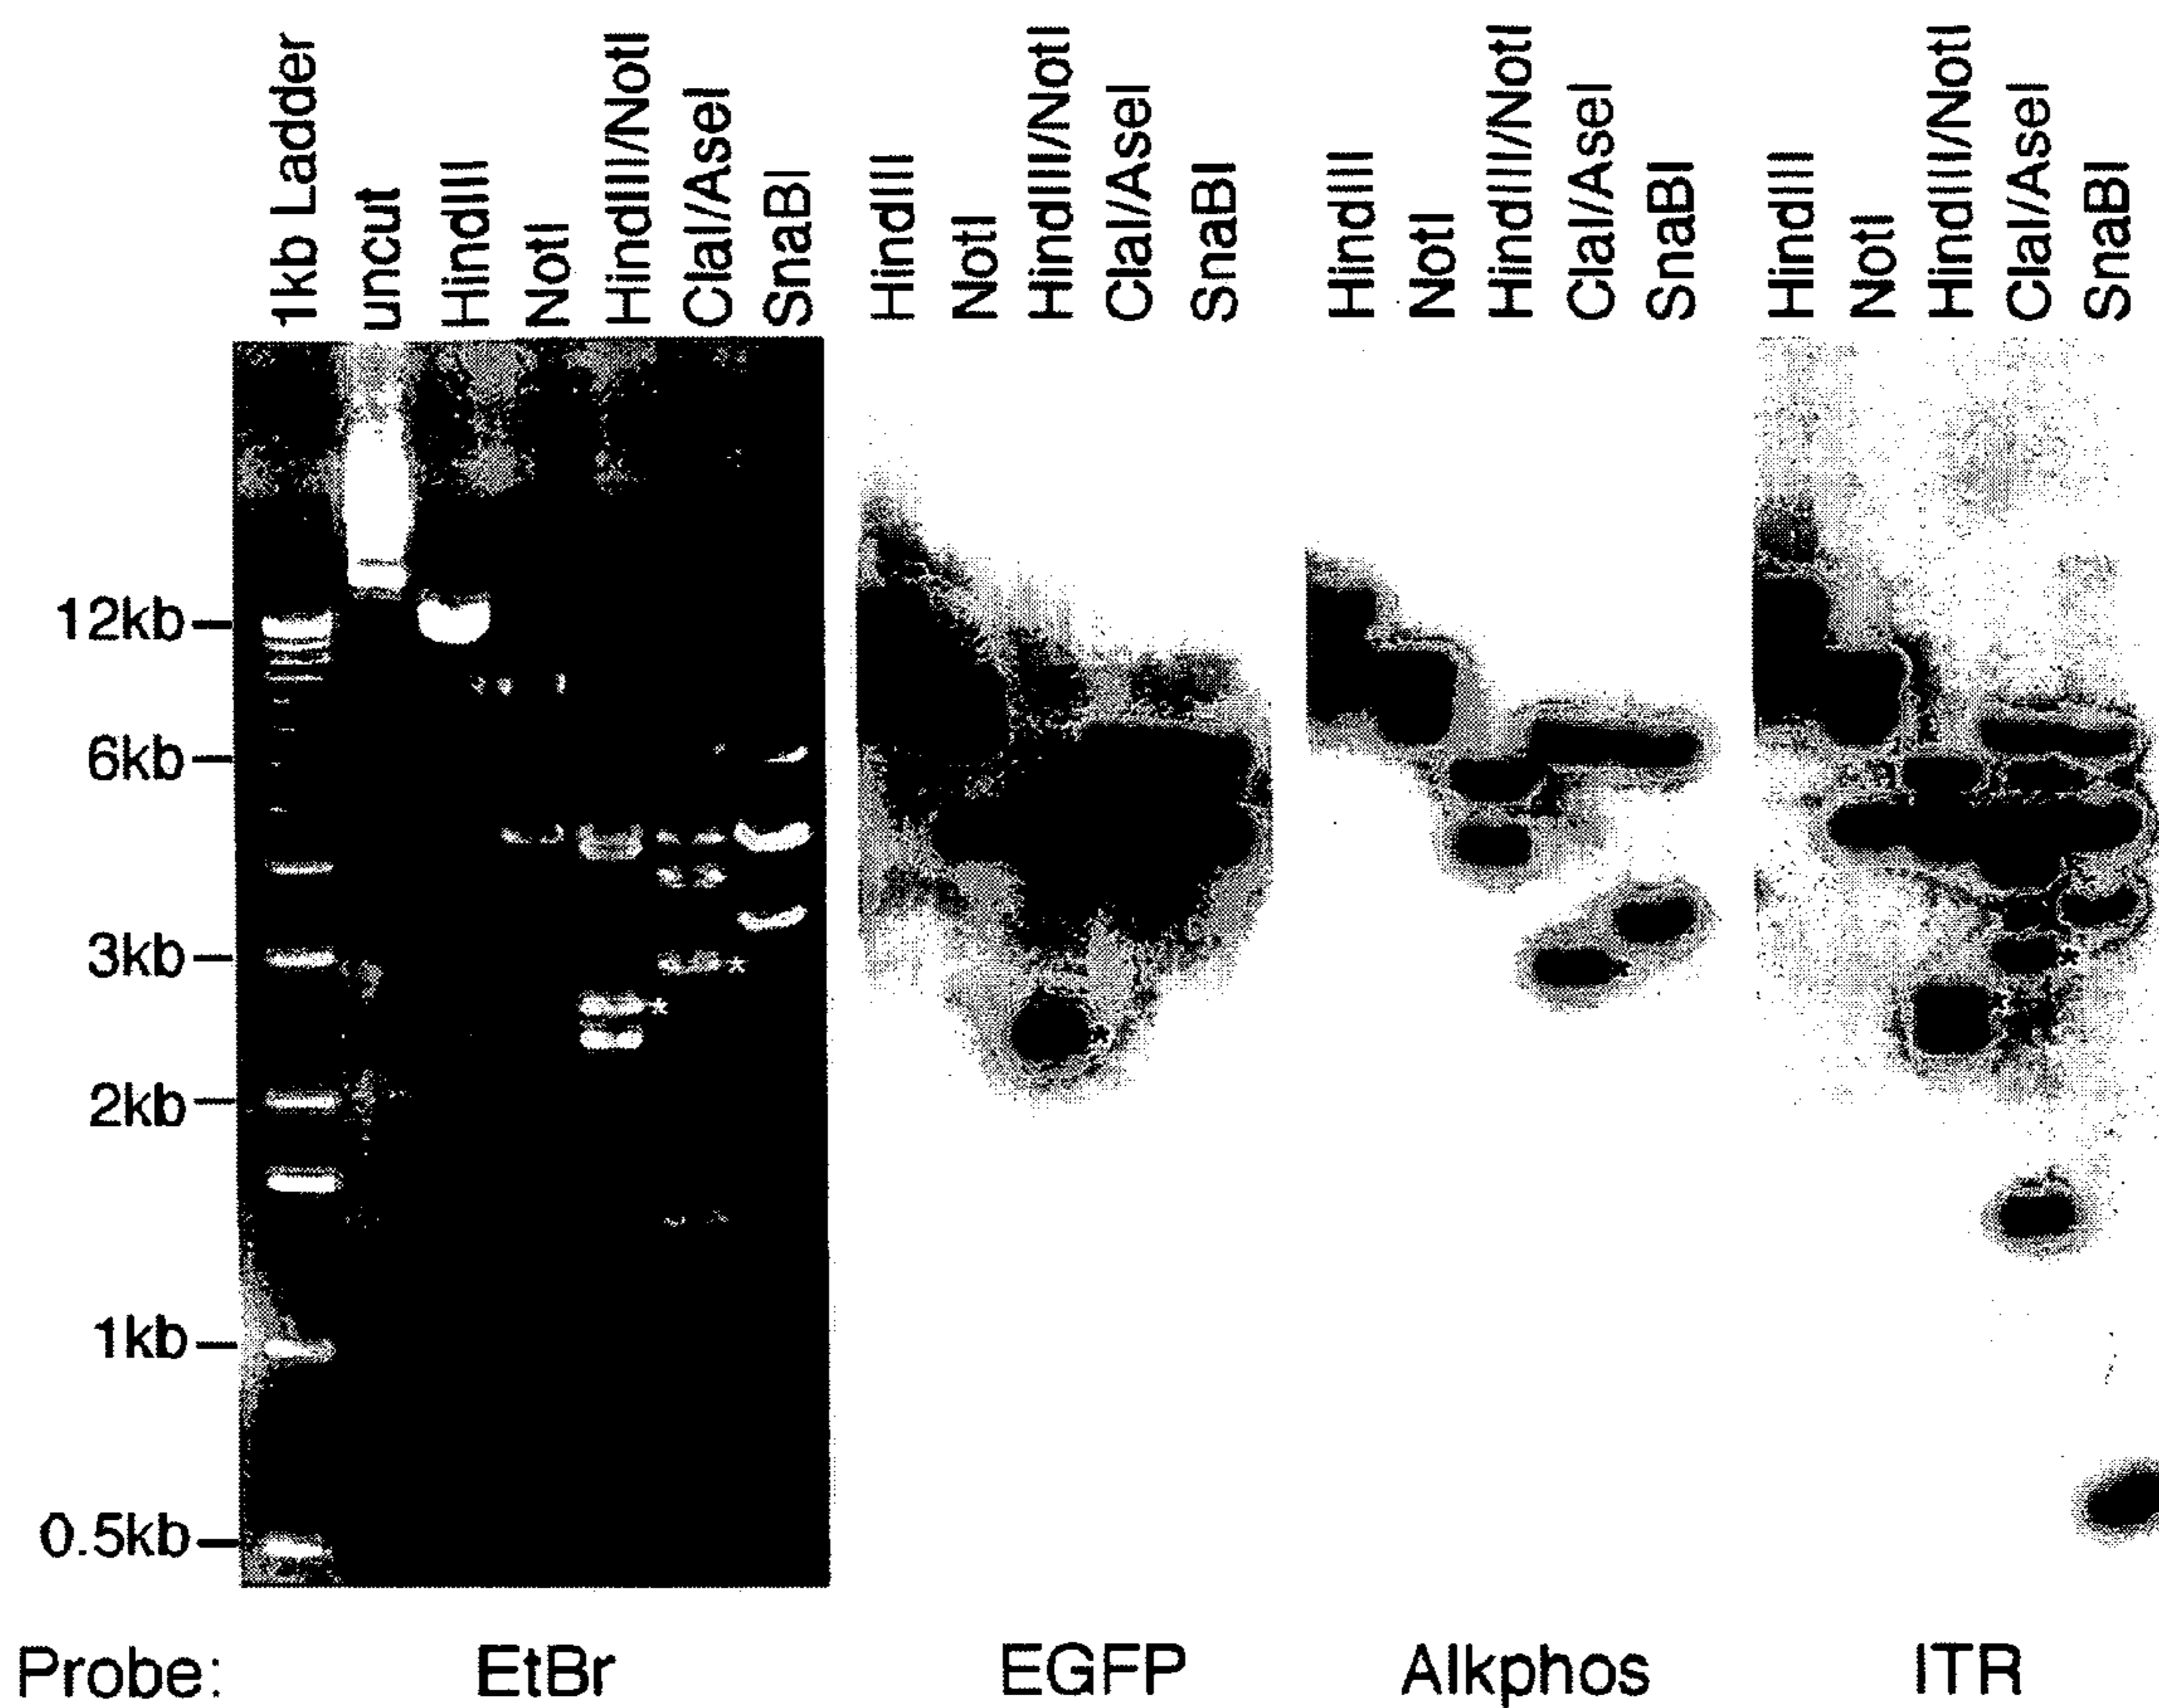 1kb Ladder
uncut
HindIII
NotI
HindIII/NotI
ClaI/AseI
SnaBI
HindIII
NotI
HindIII/NotI
ClaI/AseI
SnaBI
HindIII
NotI
HindIII/NotI
ClaI/AseI
SnaBI
HindIII
NotI
HindIII/NotI
ClaI/AseI
SnaBI
12kb
6kb
3kb
2kb
1kb
0.5kb
* * * * *
Probe: EtBr EGFP Alkphos ITR